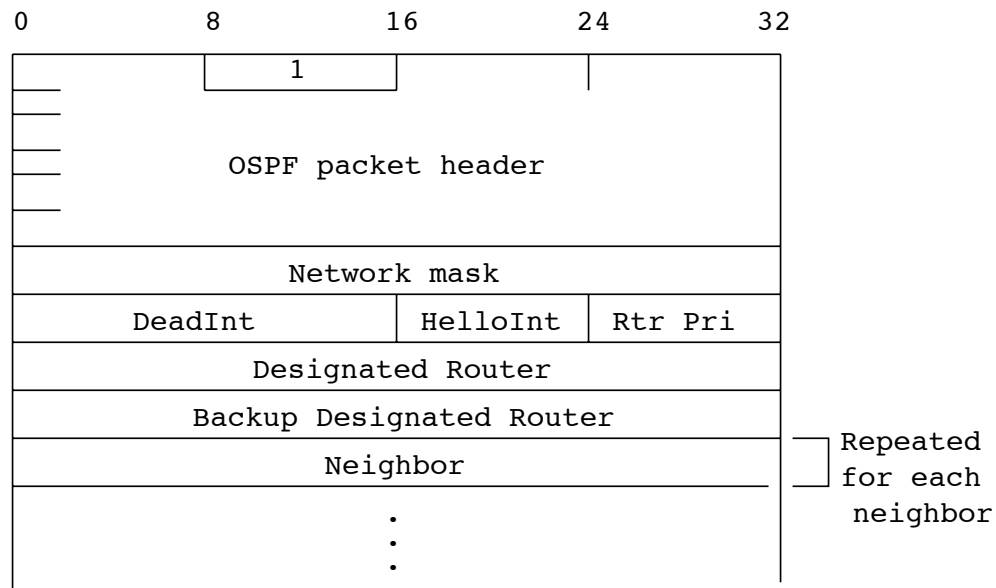 0 8 16 24 32
1
OSPF packet header
Network mask
DeadInt HelloInt Rtr Pri
Designated Router
Backup Designated Router
Neighbor
Repeated
for each
neighbor
.
.
.